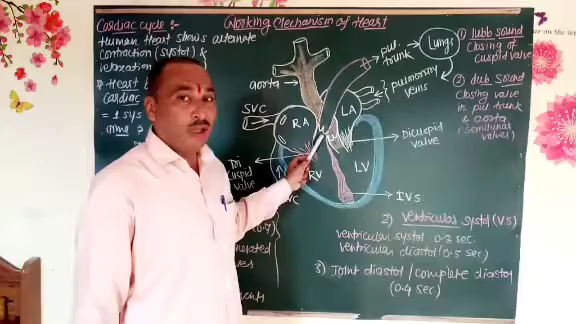 Working Mechanism of Heart
Cardiac cycle :-
Human Heart shows alternate
contraction (systol) &
relaxation
Heart b
Cardiac
= 1 sys
aorta
SVC
RA
LA
RV
LV
pul.
trunk
Lungs
pulmonary
veins
Dicuspid
valve
Tri
cuspid
valve
IVS
① lubb sound
Closing of
Cuspid valve
② dub. sound
Closing valve
in pul trunk
& aorta
(Semilunar
valves)
2) Ventricular systol (VS)
ventricular systol 0.3 sec.
ventricular diastol (0.5 sec)
3) Joint diastol / complete diastol
(0.4 sec)
nerated